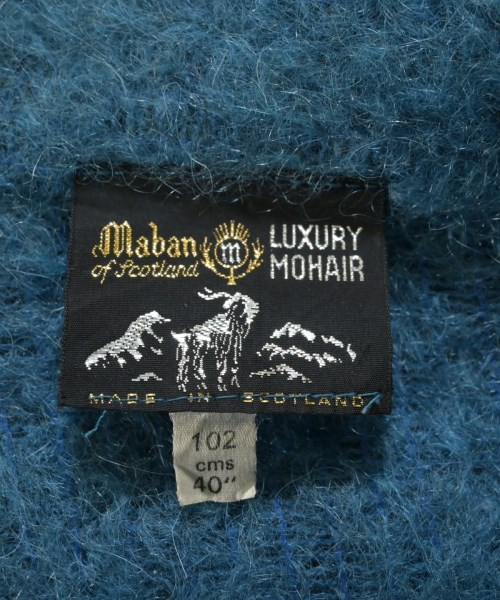 Maban
of Scotland
m
LUXURY
MOHAIR
MADE IN SCOTLAND
102
cms
40"